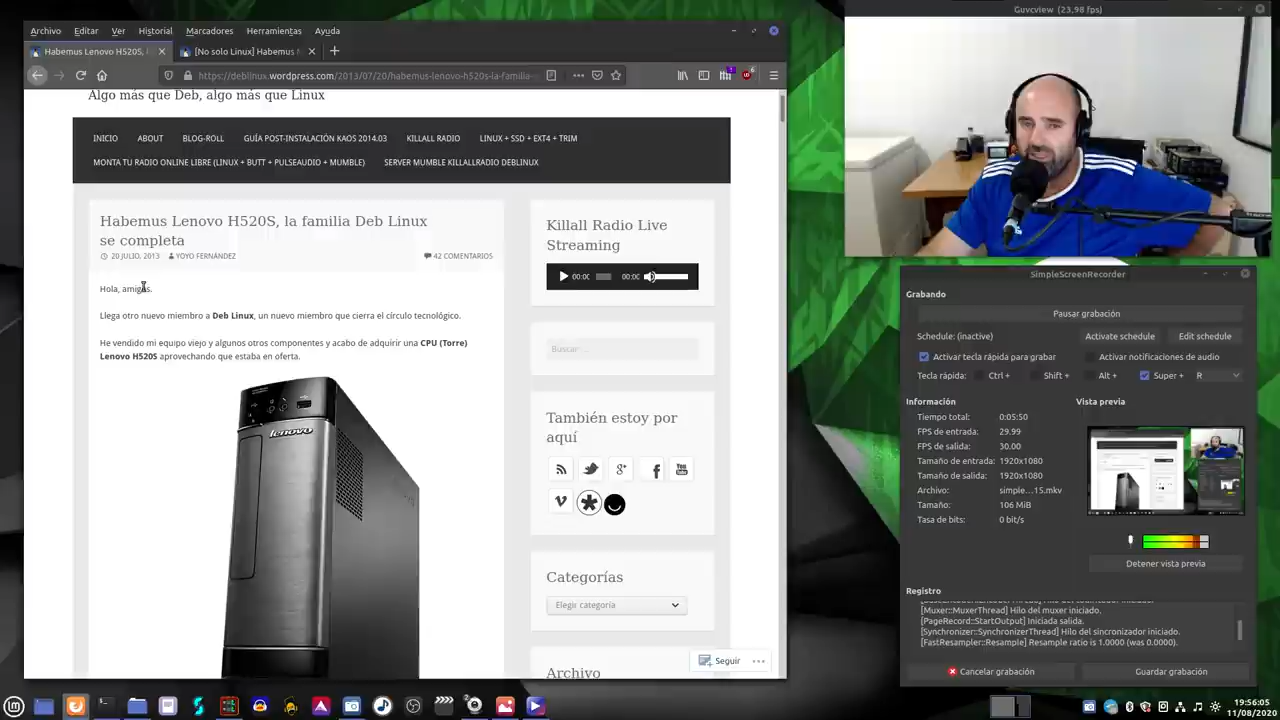 Archivo Editar Ver Historial Marcadores Herramientas Ayuda
Habemus Lenovo H520S, l
[No solo Linux] Habemus
https://deblinux.wordpress.com/2013/07/20/habemus-lenovo-h520s-la-familia-
Algo más que Deb, algo más que Linux
INICIO ABOUT BLOG-ROLL GUÍA POST-INSTALACIÓN KAOS 2014.03 KILLALL RADIO LINUX + SSD + EXT4 + TRIM
MONTA TU RADIO ONLINE LIBRE (LINUX + BUTT + PULSEAUDIO + MUMBLE) SERVER MUMBLE KILLALLRADIO DEBLINUX
Habemus Lenovo H520S, la familia Deb Linux
se completa
20 JULIO, 2013 YOYO FERNÁNDEZ 42 COMENTARIOS
Hola, amigos.
Llega otro nuevo miembro a Deb Linux, un nuevo miembro que cierra el círculo tecnológico.
He vendido mi equipo viejo y algunos otros componentes y acabo de adquirir una CPU (Torre)
Lenovo H520S aprovechando que estaba en oferta.
lenovo
Killall Radio Live
Streaming
00:00 00:00
Buscar ...
También estoy por
aquí
You
Tube
Categorías
Elegir categoría
Archivo
Seguir
Guvcview (23,98 fps)
SimpleScreenRecorder
Grabando
Pausar grabación
Schedule: (inactive) Activate schedule Edit schedule
Activar tecla rápida para grabar Activar notificaciones de audio
Tecla rápida: Ctrl + Shift + Alt + Super + R
Información
Tiempo total: 0:05:50
FPS de entrada: 29.99
FPS de salida: 30.00
Tamaño de entrada: 1920x1080
Tamaño de salida: 1920x1080
Archivo: simple...15.mkv
Tamaño: 106 MiB
Tasa de bits: 0 bit/s
Vista previa
Detener vista previa
Registro
[Muxer::MuxerThread] Hilo del muxer iniciado.
[PageRecord::StartOutput] Iniciada salida.
[Synchronizer::SynchronizerThread] Hilo del sincronizador iniciado.
[FastResampler::Resample] Resample ratio is 1.0000 (was 0.0000).
Cancelar grabación Guardar grabación
19:56:05
11/08/2020